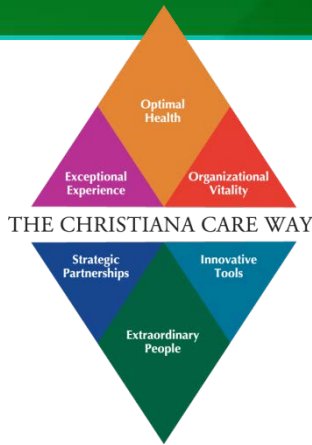 Optimal
Health
Exceptional
Experience
Organizational
Vitality
THE CHRISTIANA CARE WAY
Strategic
Partnerships
Innovative
Tools
Extraordinary
People